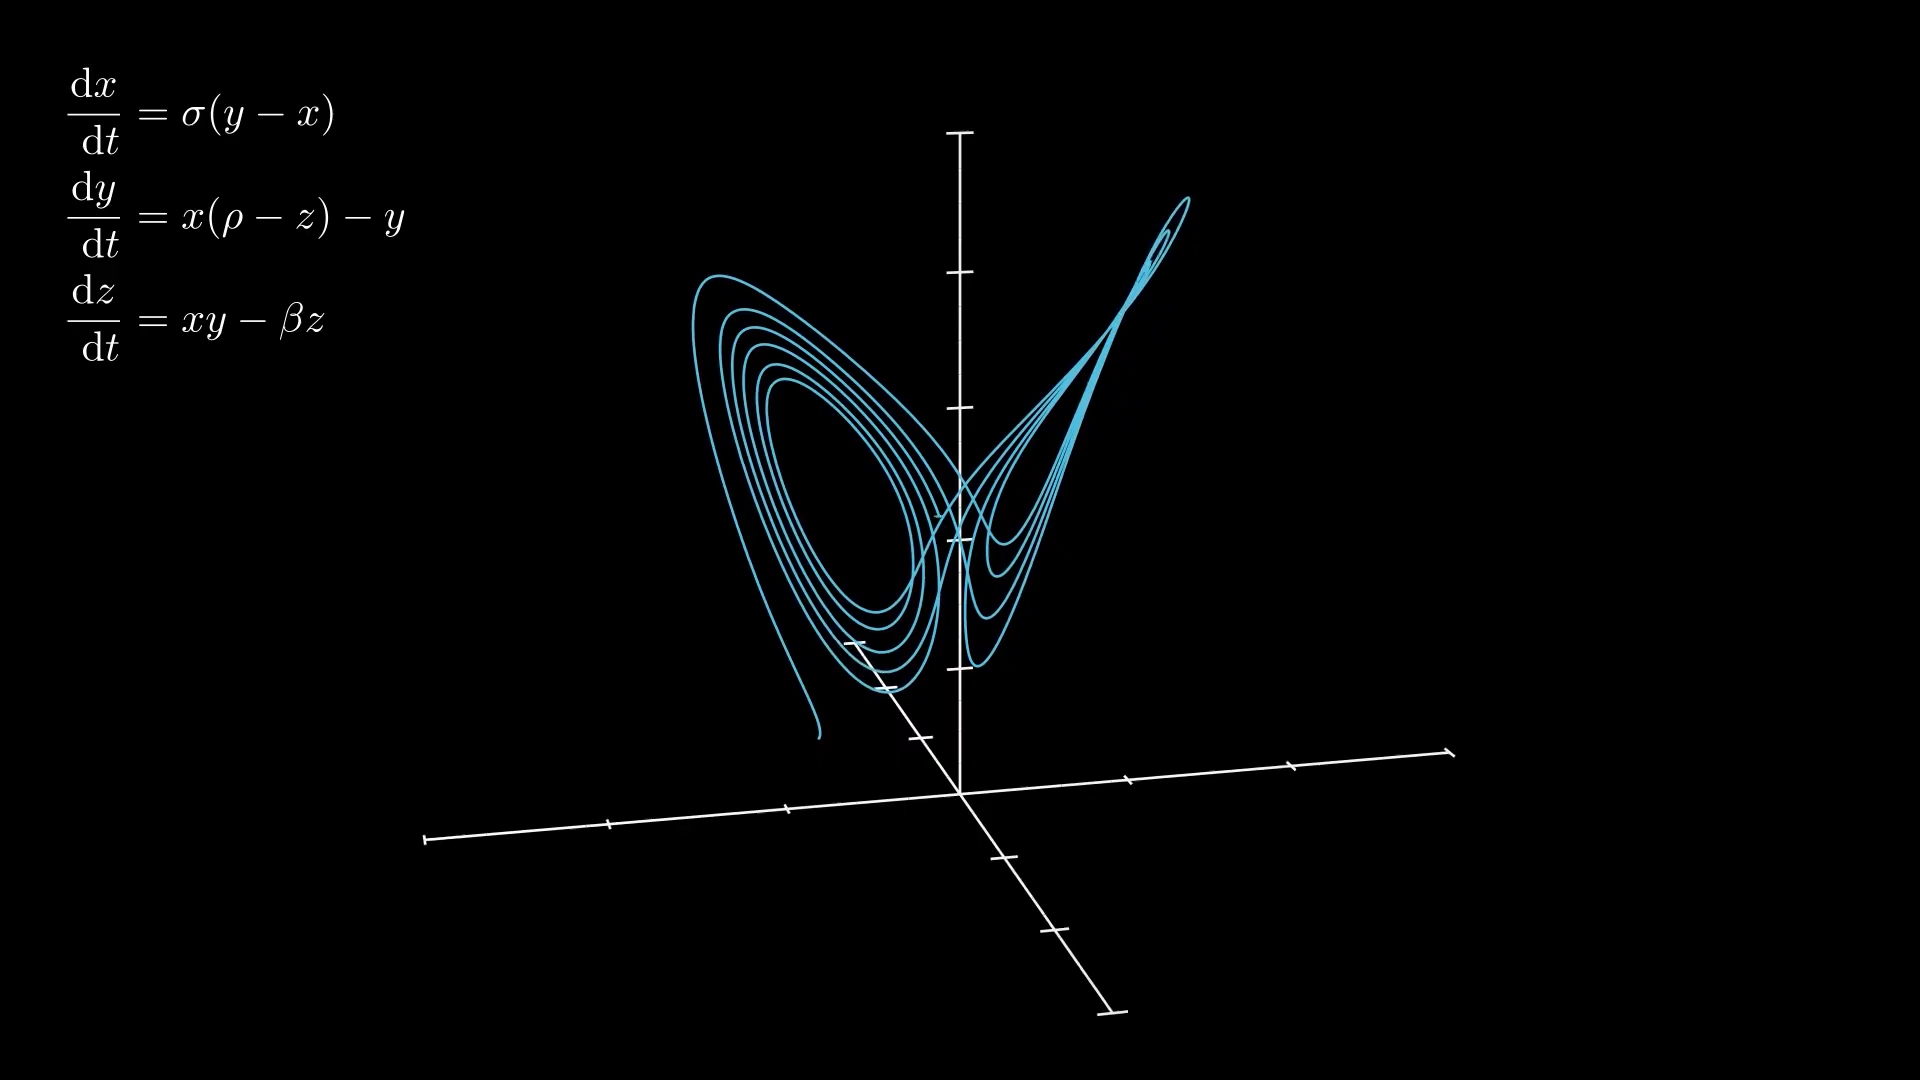 dx/dt = σ(y − x)
dy/dt = x(ρ − z) − y
dz/dt = xy − βz